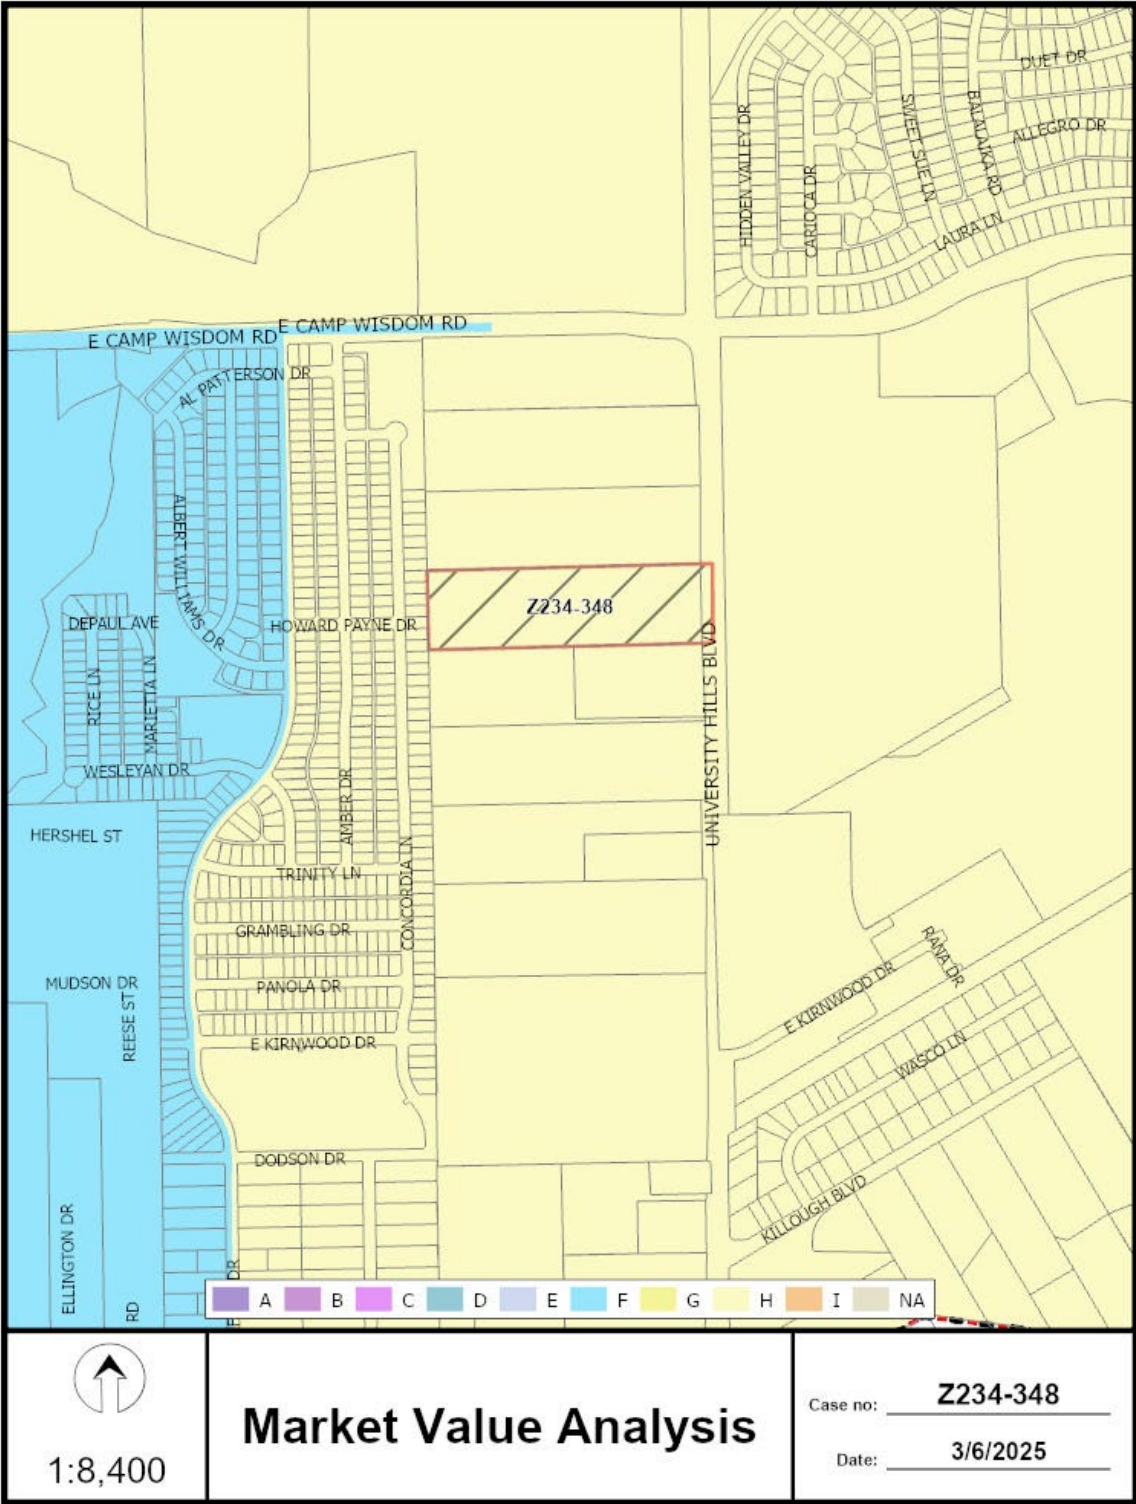 DUET DR
ALLEGRO DR
HIDDEN VALLEY DR
CARIOCA DR
SWEET SUE LN
BALALAIKA RD
LAURA LN
E CAMP WISDOM RD
E CAMP WISDOM RD
AL PATTERSON DR
ALBERT WILLIAMS DR
Z234-348
DEPAUL AVE
HOWARD PAYNE DR
RICE LN
MARIETTA LN
WESLEYAN DR
AMBER DR
UNIVERSITY HILLS BLVD
HERSHEL ST
TRINITY LN
CONCORDIA LN
GRAMBLING DR
RANA DR
MUDSON DR
REESE ST
PANOLA DR
E KIRNWOOD DR
E KIRNWOOD DR
WASCO LN
DODSON DR
KILLOUGH BLVD
ELLINGTON DR
RD
DR
A B C D E F G H I NA
1:8,400
Market Value Analysis
Case no: Z234-348
Date: 3/6/2025